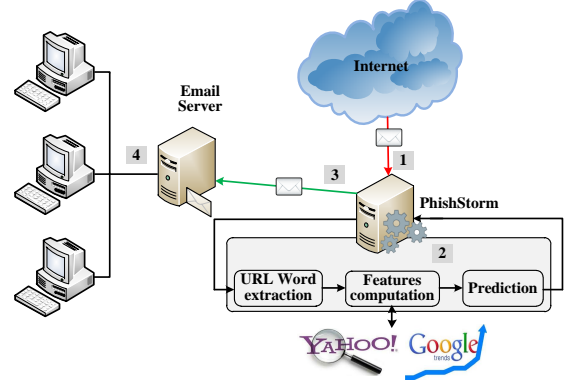 Internet
Email
Server
4
1
3
PhishStorm
2
URL Word
extraction
Features
computation
Prediction
YAHOO!
Google
trends